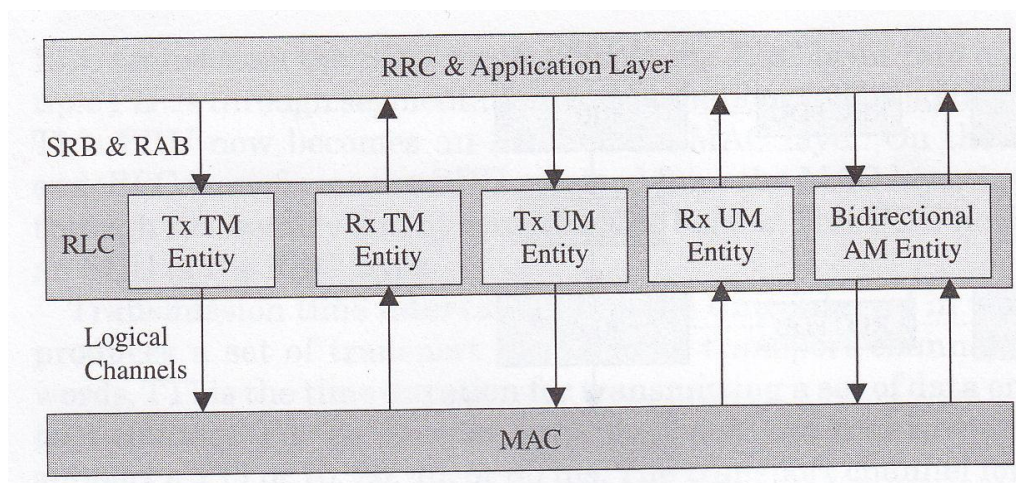 RRC & Application Layer
SRB & RAB
RLC
Tx TM
Entity
Rx TM
Entity
Tx UM
Entity
Rx UM
Entity
Bidirectional
AM Entity
Logical
Channels
MAC